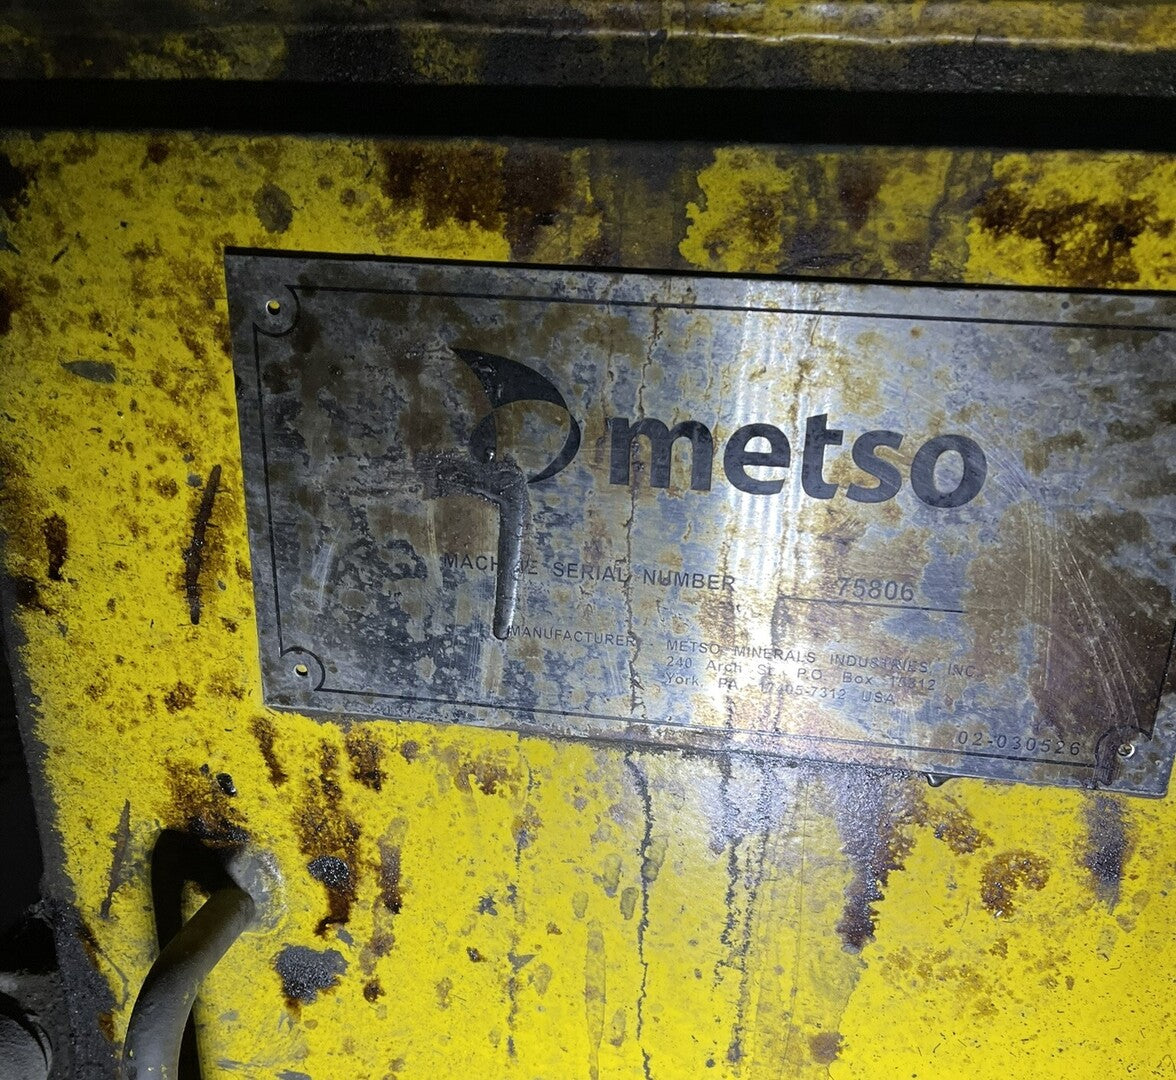 metso
MACHINE SERIAL NUMBER 75806
MANUFACTURER METSO MINERALS INDUSTRIES INC.
240 Arch St. P.O. Box
York, PA 17405-7312 USA
02-030526